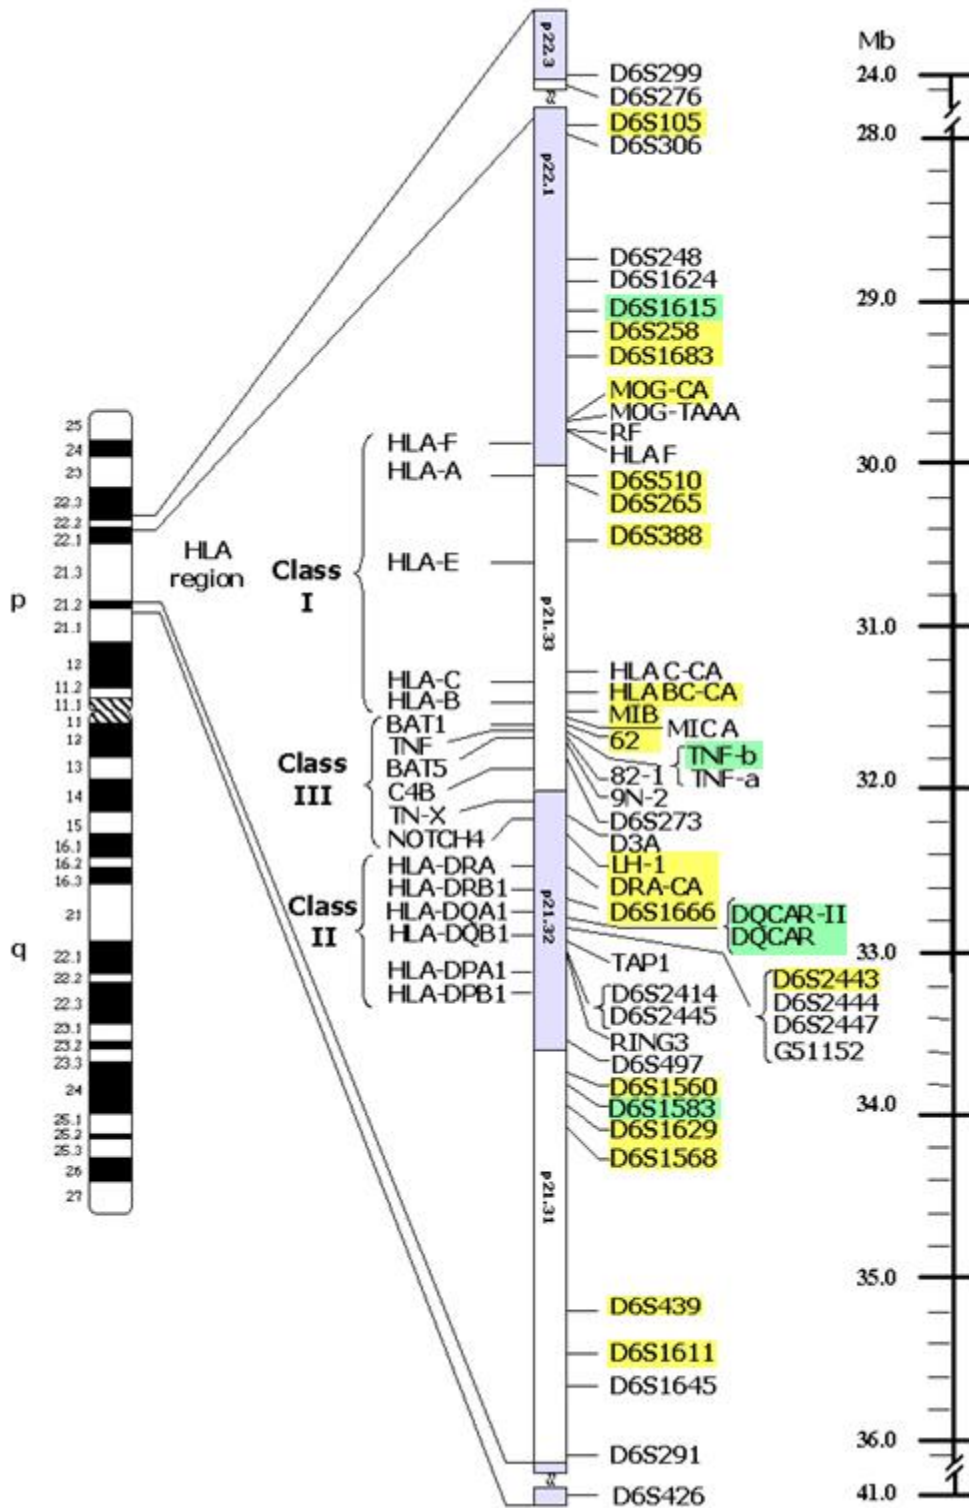 Mb
p22.3
D6S299
24.0
D6S276
D6S105
28.0
D6S306
p22.1
D6S248
D6S1624
29.0
D6S1615
D6S258
D6S1683
MOG-CA
MOG-TAAA
RF
HLA F
30.0
D6S510
D6S265
D6S388
p21.33
31.0
HLA C-CA
HLA BC-CA
MIB
MIC A
62
TNF-b
TNF-a
82-1
9N-2
32.0
D6S273
D3A
LH-1
DRA-CA
D6S1666
p21.32
DQCAR-II
DQCAR
33.0
TAP1
D6S2443
D6S2444
D6S2447
G51152
D6S2414
D6S2445
RING3
D6S497
D6S1560
D6S1583
34.0
D6S1629
D6S1568
p21.31
35.0
D6S439
D6S1611
D6S1645
36.0
D6S291
41.0
D6S426
HLA-F
HLA-A
HLA-E
HLA-C
HLA-B
Class
I
BAT1
TNF
BAT5
C4B
TN-X
NOTCH4
Class
III
HLA-DRA
HLA-DRB1
HLA-DQA1
HLA-DQB1
HLA-DPA1
HLA-DPB1
Class
II
HLA
region
p
q
25
24
23
22.3
22.2
22.1
21.3
21.2
21.1
12
11.2
11.1
11
12
13
14
15
16.1
16.2
16.3
21
22.1
22.2
22.3
23.1
23.2
23.3
24
25.1
25.2
25.3
26
27